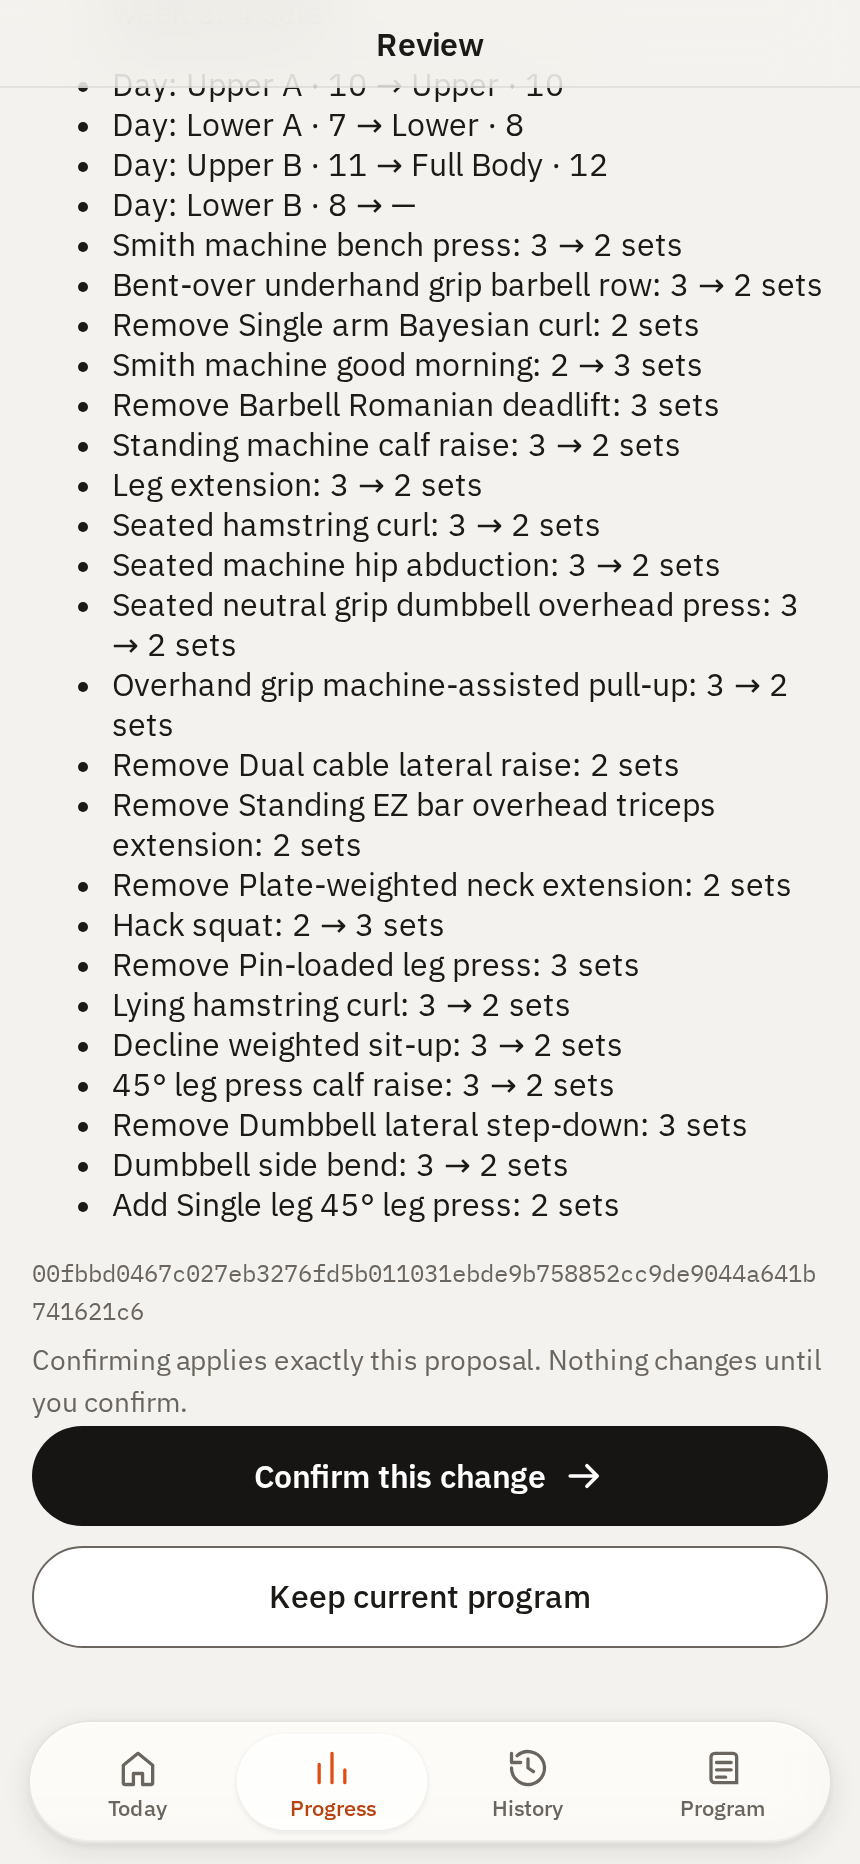 Review
• Day: Upper A · 10 → Upper · 10
• Day: Lower A · 7 → Lower · 8
• Day: Upper B · 11 → Full Body · 12
• Day: Lower B · 8 → —
• Smith machine bench press: 3 → 2 sets
• Bent-over underhand grip barbell row: 3 → 2 sets
• Remove Single arm Bayesian curl: 2 sets
• Smith machine good morning: 2 → 3 sets
• Remove Barbell Romanian deadlift: 3 sets
• Standing machine calf raise: 3 → 2 sets
• Leg extension: 3 → 2 sets
• Seated hamstring curl: 3 → 2 sets
• Seated machine hip abduction: 3 → 2 sets
• Seated neutral grip dumbbell overhead press: 3
→ 2 sets
• Overhand grip machine-assisted pull-up: 3 → 2
sets
• Remove Dual cable lateral raise: 2 sets
• Remove Standing EZ bar overhead triceps
extension: 2 sets
• Remove Plate-weighted neck extension: 2 sets
• Hack squat: 2 → 3 sets
• Remove Pin-loaded leg press: 3 sets
• Lying hamstring curl: 3 → 2 sets
• Decline weighted sit-up: 3 → 2 sets
• 45° leg press calf raise: 3 → 2 sets
• Remove Dumbbell lateral step-down: 3 sets
• Dumbbell side bend: 3 → 2 sets
• Add Single leg 45° leg press: 2 sets
00fbbd0467c027eb3276fd5b011031ebde9b758852cc9de9044a641b
741621c6
Confirming applies exactly this proposal. Nothing changes until
you confirm.
Confirm this change →
Keep current program
Today
Progress
History
Program